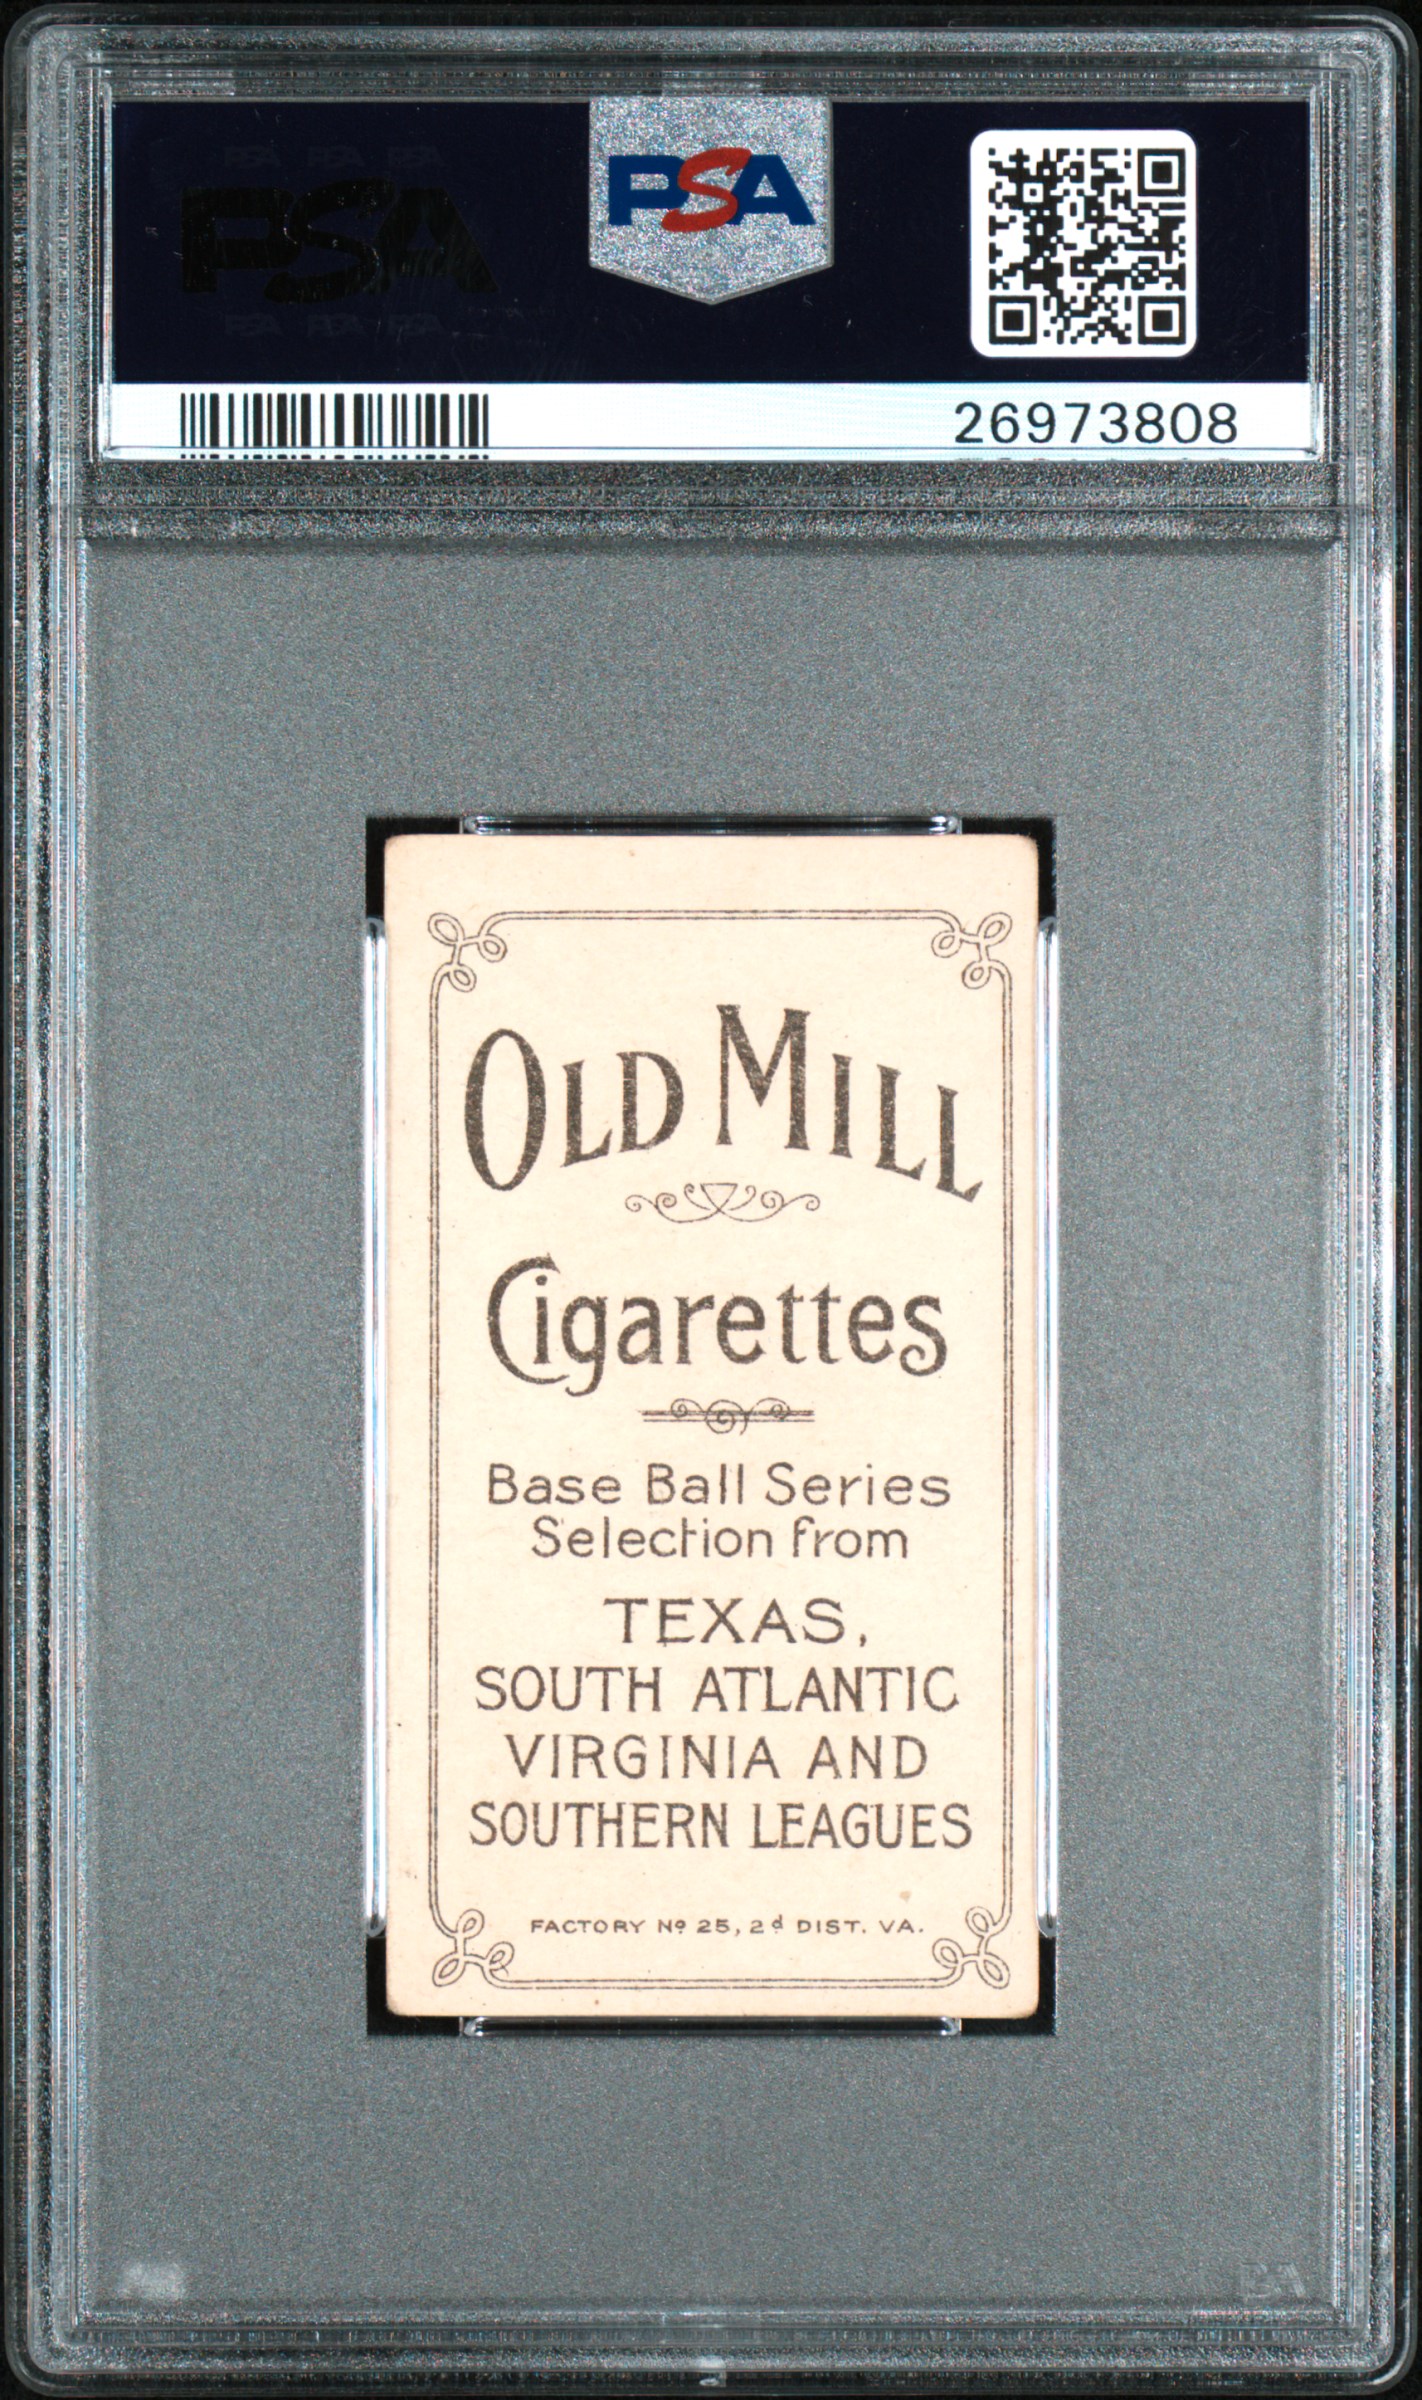 PSA
PSA
26973808
OLD MILL
Cigarettes
Base Ball Series
Selection from
TEXAS,
SOUTH ATLANTIC
VIRGINIA AND
SOUTHERN LEAGUES
FACTORY Nº 25, 2d DIST. VA.